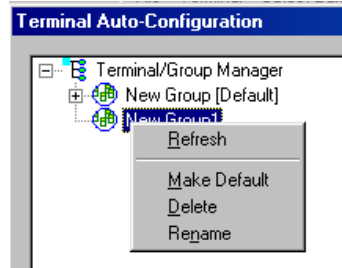 Terminal Auto-Configuration
Terminal/Group Manager
New Group [Default]
New Group1
Refresh
Make Default
Delete
Rename